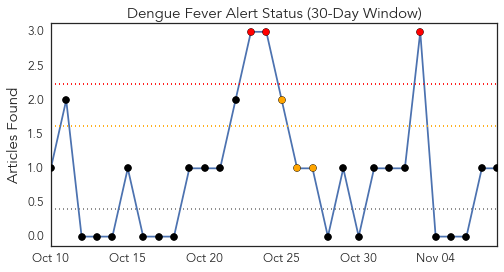 Dengue Fever Alert Status (30-Day Window)
Articles Found
3.0
2.5
2.0
1.5
1.0
0.5
0.0
Oct 10 Oct 15 Oct 20 Oct 25 Oct 30 Nov 04